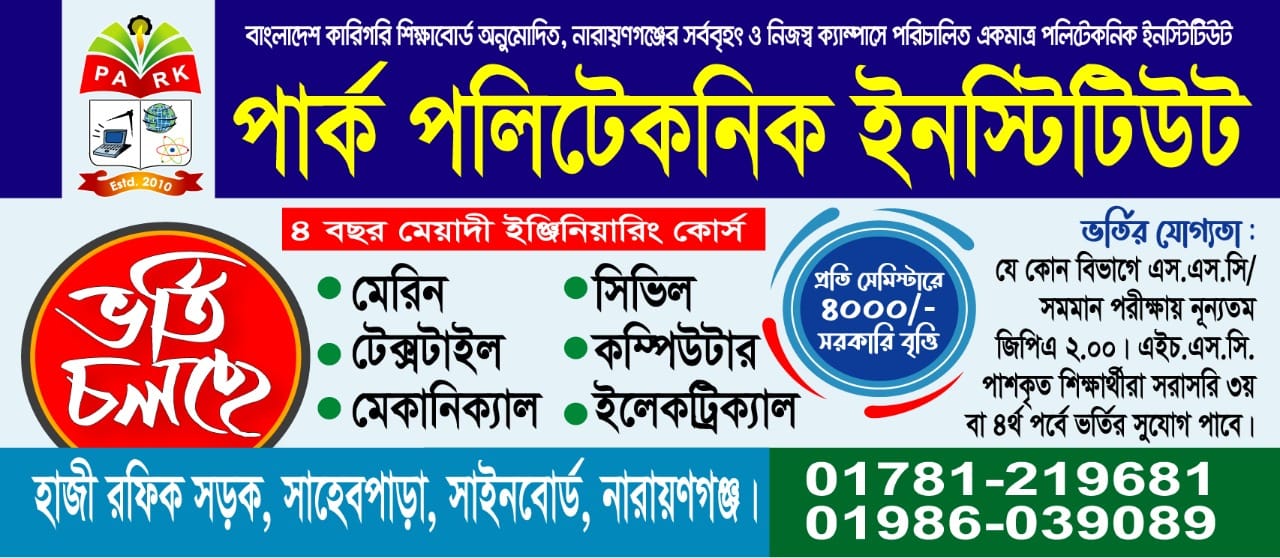 বাংলাদেশ কারিগরি শিক্ষাবোর্ড অনুমোদিত, নারায়ণগঞ্জের সর্ববৃহৎ ও নিজস্ব ক্যাম্পাসে পরিচালিত একমাত্র পলিটেকনিক ইনস্টিটিউট
PARK
Estd. 2010
পার্ক পলিটেকনিক ইনস্টিটিউট
ভর্তি
চলছে
৪ বছর মেয়াদী ইঞ্জিনিয়ারিং কোর্স
● মেরিন
● সিভিল
● টেক্সটাইল
● কম্পিউটার
● মেকানিক্যাল
● ইলেকট্রিক্যাল
প্রতি সেমিস্টারে
৪০০০/-
সরকারি বৃত্তি
ভর্তির যোগ্যতা :
যে কোন বিভাগে এস.এস.সি/
সমমান পরীক্ষায় নূন্যতম
জিপিএ ২.০০। এইচ.এস.সি.
পাশকৃত শিক্ষার্থীরা সরাসরি ৩য়
বা ৪র্থ পর্বে ভর্তির সুযোগ পাবে।
হাজী রফিক সড়ক, সাহেবপাড়া, সাইনবোর্ড, নারায়ণগঞ্জ।
01781-219681
01986-039089